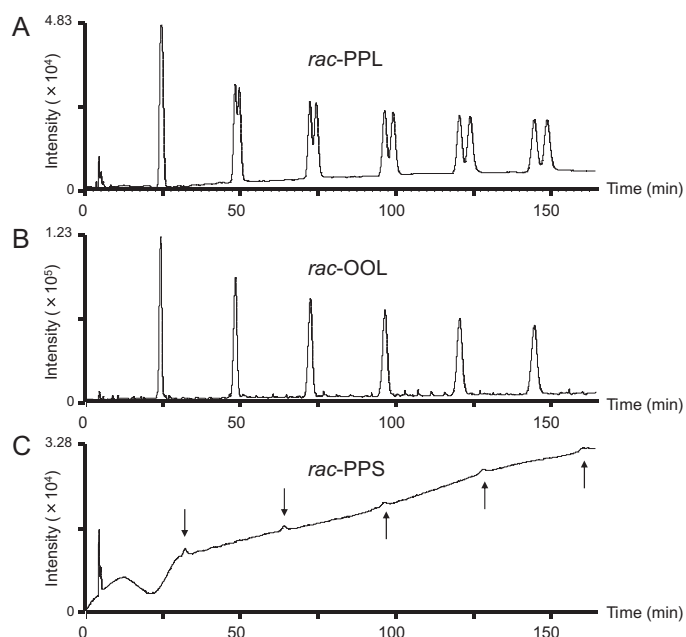 A
4.83
Intensity (×10⁴)
rac-PPL
0
0 50 100 150
Time (min)
B
1.23
Intensity (×10⁵)
rac-OOL
0
0 50 100 150
Time (min)
C
3.28
Intensity (×10⁴)
rac-PPS
0
0 50 100 150
Time (min)